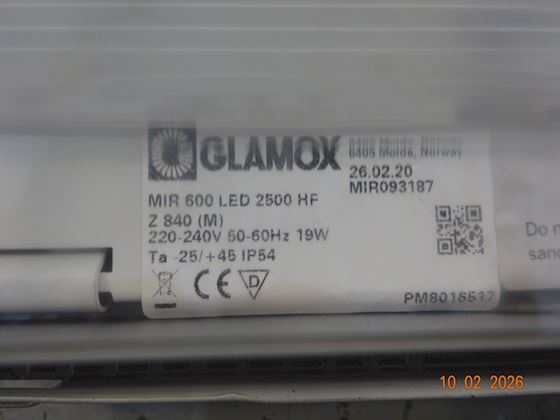 GLAMOX
6405 Molde, Norway
26.02.20
MIR093187
MIR 600 LED 2500 HF
Z 840 (M)
220-240V 50-60Hz 19W
Ta -25/+45 IP54
CE D
PM8016517
Do
10 02 2026